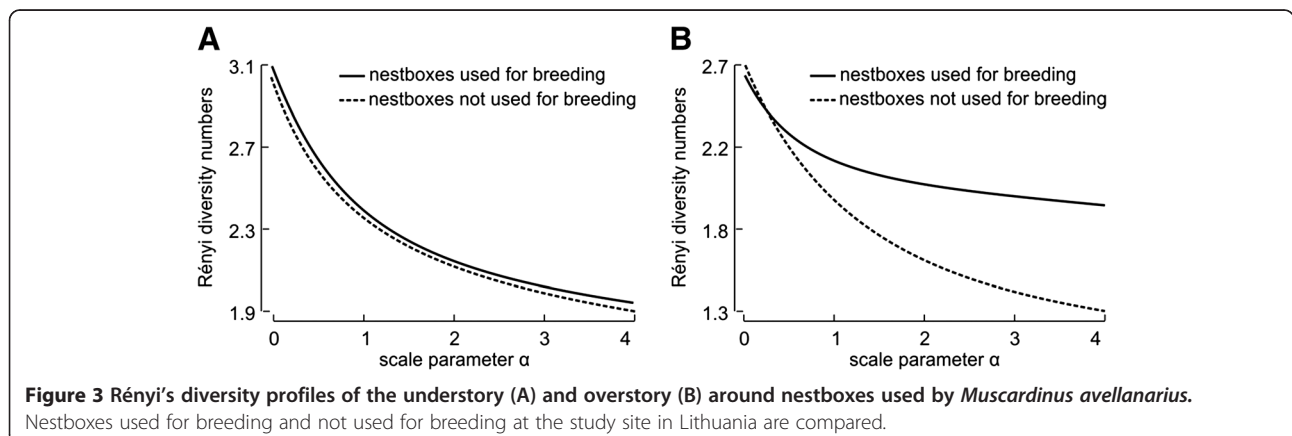 A
nestboxes used for breeding
nestboxes not used for breeding
Rényi diversity numbers
3.1
2.7
2.3
1.9
0 1 2 3 4
scale parameter α
B
nestboxes used for breeding
nestboxes not used for breeding
Rényi diversity numbers
2.7
2.2
1.8
1.3
0 1 2 3 4
scale parameter α
Figure 3 Rényi's diversity profiles of the understory (A) and overstory (B) around nestboxes used by Muscardinus avellanarius.
Nestboxes used for breeding and not used for breeding at the study site in Lithuania are compared.